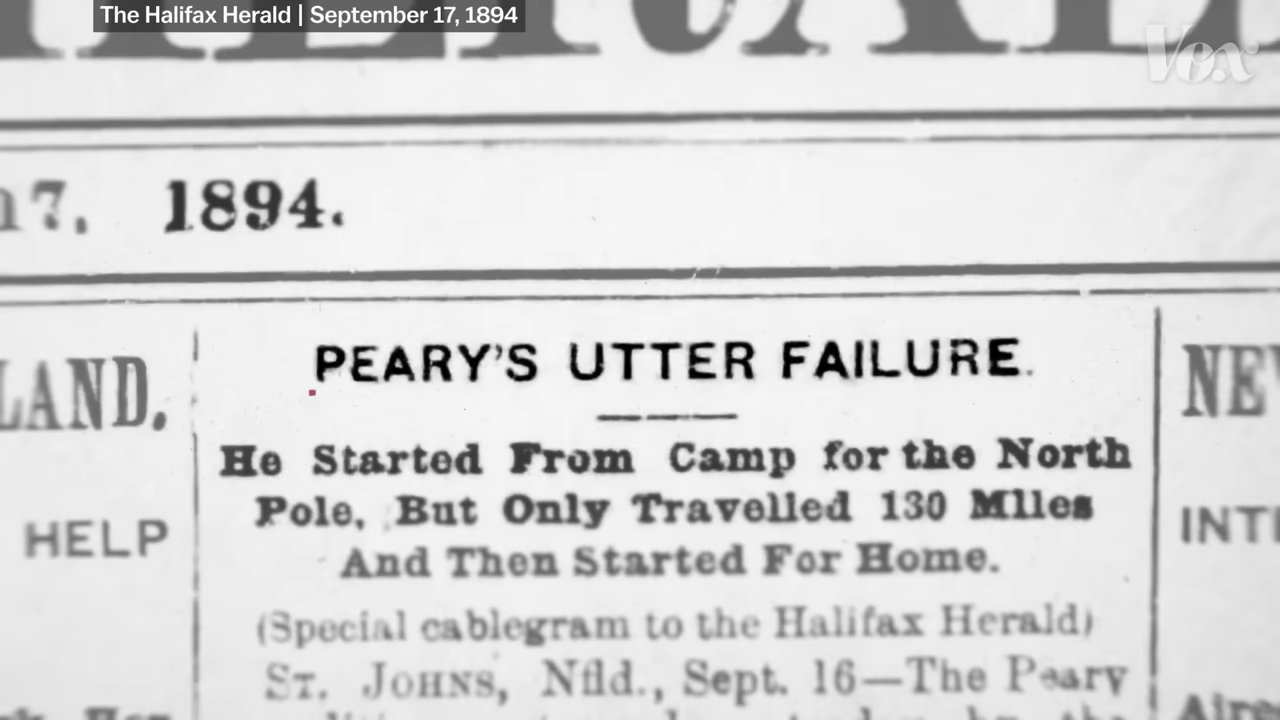 The Halifax Herald | September 17, 1894
Vox
7, 1894.
LAND.
HELP
PEARY'S UTTER FAILURE.
He Started From Camp for the North
Pole, But Only Travelled 130 Miles
And Then Started For Home.
(Special cablegram to the Halifax Herald)
ST. JOHNS, Nfld., Sept. 16—The Peary